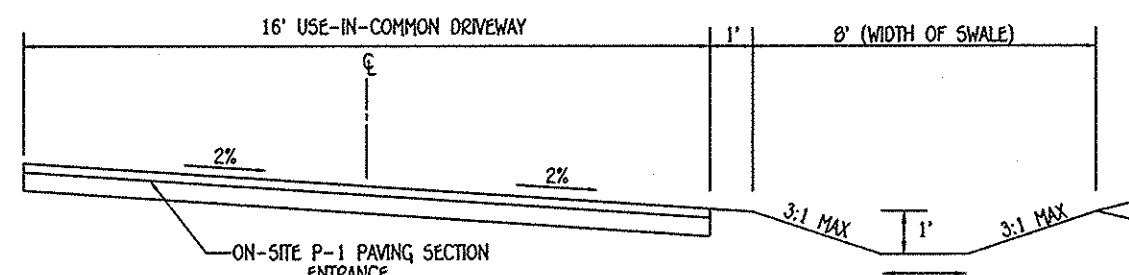 16' USE-IN-COMMON DRIVEWAY
1'
8' (WIDTH OF SWALE)
℄
2%
2%
3:1 MAX
1'
3:1 MAX
ON-SITE P-1 PAVING SECTION
ENTRANCE